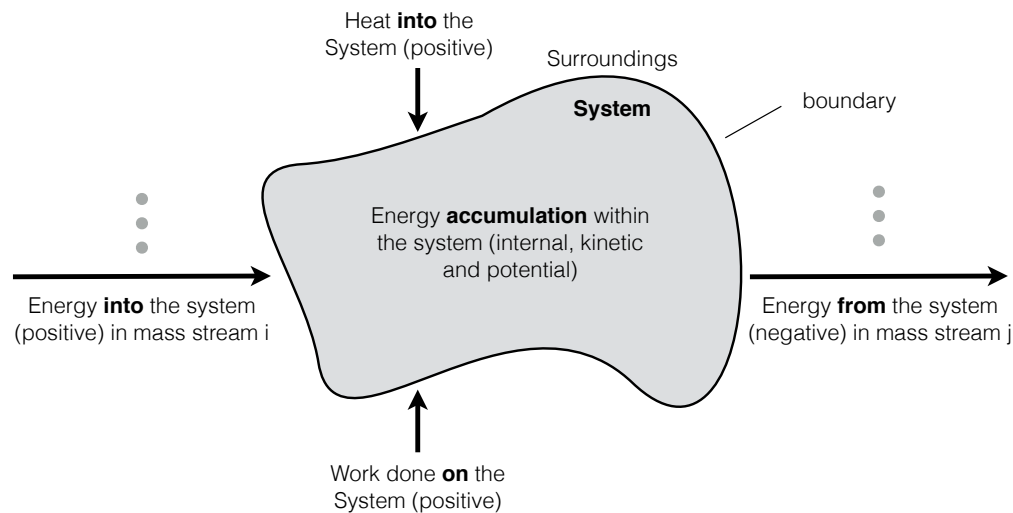 Heat into the
System (positive)
Surroundings
System
boundary
Energy accumulation within
the system (internal, kinetic
and potential)
Energy into the system
(positive) in mass stream i
Energy from the system
(negative) in mass stream j
Work done on the
System (positive)